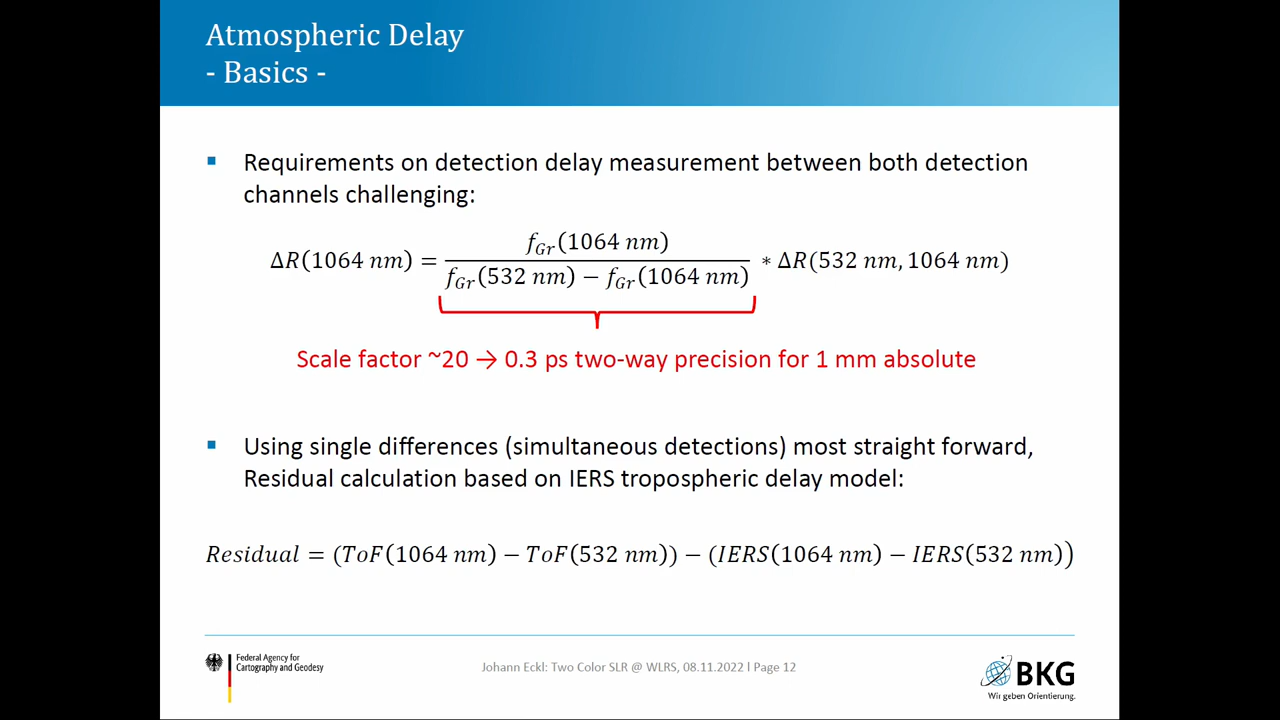 Atmospheric Delay
- Basics -
▪ Requirements on detection delay measurement between both detection
channels challenging:
ΔR(1064 nm) = f_Gr(1064 nm) / (f_Gr(532 nm) − f_Gr(1064 nm)) ∗ ΔR(532 nm, 1064 nm)
Scale factor ~20 → 0.3 ps two-way precision for 1 mm absolute
▪ Using single differences (simultaneous detections) most straight forward,
Residual calculation based on IERS tropospheric delay model:
Residual = (ToF(1064 nm) − ToF(532 nm)) − (IERS(1064 nm) − IERS(532 nm))
Federal Agency for
Cartography and Geodesy
Johann Eckl: Two Color SLR @ WLRS, 08.11.2022 I Page 12
BKG
Wir geben Orientierung.